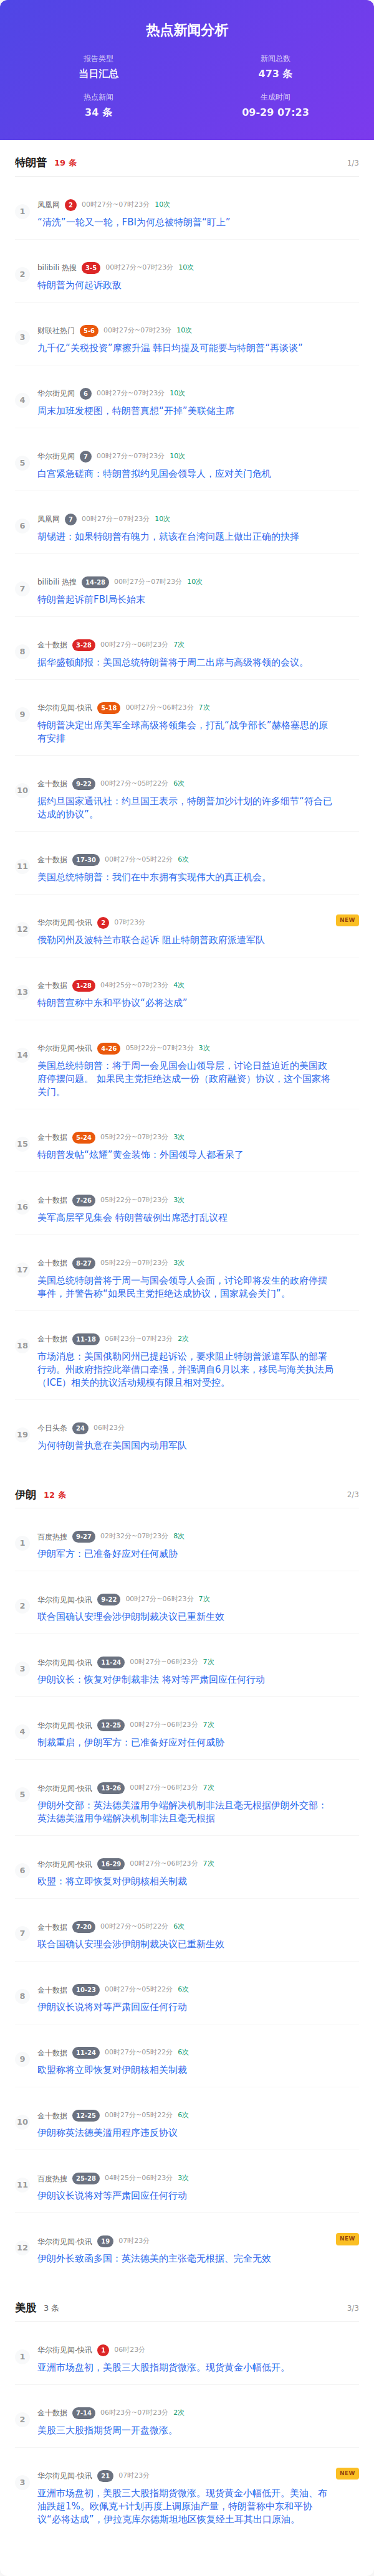 热点新闻分析
报告类型
新闻总数
当日汇总
473 条
热点新闻
生成时间
34 条
09-29 07:23
特朗普 19 条 1/3
1
凤凰网 2 00时27分~07时23分 10次
“清洗”一轮又一轮，FBI为何总被特朗普“盯上”
2
bilibili 热搜 3-5 00时27分~07时23分 10次
特朗普为何起诉政敌
3
财联社热门 5-6 00时27分~07时23分 10次
九千亿“关税投资”摩擦升温 韩日均提及可能要与特朗普“再谈谈”
4
华尔街见闻 6 00时27分~07时23分 10次
周末加班发梗图，特朗普真想“开掉”美联储主席
5
华尔街见闻 7 00时27分~07时23分 10次
白宫紧急磋商：特朗普拟约见国会领导人，应对关门危机
6
凤凰网 7 00时27分~07时23分 10次
胡锡进：如果特朗普有魄力，就该在台湾问题上做出正确的抉择
7
bilibili 热搜 14-28 00时27分~07时23分 10次
特朗普起诉前FBI局长始末
8
金十数据 3-28 00时27分~06时23分 7次
据华盛顿邮报：美国总统特朗普将于周二出席与高级将领的会议。
9
华尔街见闻-快讯 5-18 00时27分~06时23分 7次
特朗普决定出席美军全球高级将领集会，打乱“战争部长”赫格塞思的原
有安排
10
金十数据 9-22 00时27分~05时22分 6次
据约旦国家通讯社：约旦国王表示，特朗普加沙计划的许多细节“符合已
达成的协议”。
11
金十数据 17-30 00时27分~05时22分 6次
美国总统特朗普：我们在中东拥有实现伟大的真正机会。
12
华尔街见闻-快讯 2 07时23分
NEW
俄勒冈州及波特兰市联合起诉 阻止特朗普政府派遣军队
13
金十数据 1-28 04时25分~07时23分 4次
特朗普宣称中东和平协议“必将达成”
14
华尔街见闻-快讯 4-26 05时22分~07时23分 3次
美国总统特朗普：将于周一会见国会山领导层，讨论日益迫近的美国政
府停摆问题。 如果民主党拒绝达成一份（政府融资）协议，这个国家将
关门。
15
金十数据 5-24 05时22分~07时23分 3次
特朗普发帖“炫耀”黄金装饰：外国领导人都看呆了
16
金十数据 7-26 05时22分~07时23分 3次
美军高层罕见集会 特朗普破例出席恐打乱议程
17
金十数据 8-27 05时22分~07时23分 3次
美国总统特朗普将于周一与国会领导人会面，讨论即将发生的政府停摆
事件，并警告称“如果民主党拒绝达成协议，国家就会关门”。
18
金十数据 11-18 06时23分~07时23分 2次
市场消息：美国俄勒冈州已提起诉讼，要求阻止特朗普派遣军队的部署
行动。州政府指控此举借口牵强，并强调自6月以来，移民与海关执法局
（ICE）相关的抗议活动规模有限且相对受控。
19
今日头条 24 06时23分
为何特朗普执意在美国国内动用军队
伊朗 12 条 2/3
1
百度热搜 9-27 02时32分~07时23分 8次
伊朗军方：已准备好应对任何威胁
2
华尔街见闻-快讯 9-22 00时27分~06时23分 7次
联合国确认安理会涉伊朗制裁决议已重新生效
3
华尔街见闻-快讯 11-24 00时27分~06时23分 7次
伊朗议长：恢复对伊制裁非法 将对等严肃回应任何行动
4
华尔街见闻-快讯 12-25 00时27分~06时23分 7次
制裁重启，伊朗军方：已准备好应对任何威胁
5
华尔街见闻-快讯 13-26 00时27分~06时23分 7次
伊朗外交部：英法德美滥用争端解决机制非法且毫无根据伊朗外交部：
英法德美滥用争端解决机制非法且毫无根据
6
华尔街见闻-快讯 16-29 00时27分~06时23分 7次
欧盟：将立即恢复对伊朗核相关制裁
7
金十数据 7-20 00时27分~05时22分 6次
联合国确认安理会涉伊朗制裁决议已重新生效
8
金十数据 10-23 00时27分~05时22分 6次
伊朗议长说将对等严肃回应任何行动
9
金十数据 11-24 00时27分~05时22分 6次
欧盟称将立即恢复对伊朗核相关制裁
10
金十数据 12-25 00时27分~05时22分 6次
伊朗称英法德美滥用程序违反协议
11
百度热搜 25-28 04时25分~06时23分 3次
伊朗议长说将对等严肃回应任何行动
12
华尔街见闻-快讯 19 07时23分
NEW
伊朗外长致函多国：英法德美的主张毫无根据、完全无效
美股 3 条 3/3
1
华尔街见闻-快讯 1 06时23分
亚洲市场盘初，美股三大股指期货微涨。现货黄金小幅低开。
2
金十数据 7-14 06时23分~07时23分 2次
美股三大股指期货周一开盘微涨。
3
华尔街见闻-快讯 21 07时23分
NEW
亚洲市场盘初，美股三大股指期货微涨。现货黄金小幅低开。美油、布
油跌超1%。欧佩克+计划再度上调原油产量，特朗普称中东和平协
议“必将达成”，伊拉克库尔德斯坦地区恢复经土耳其出口原油。